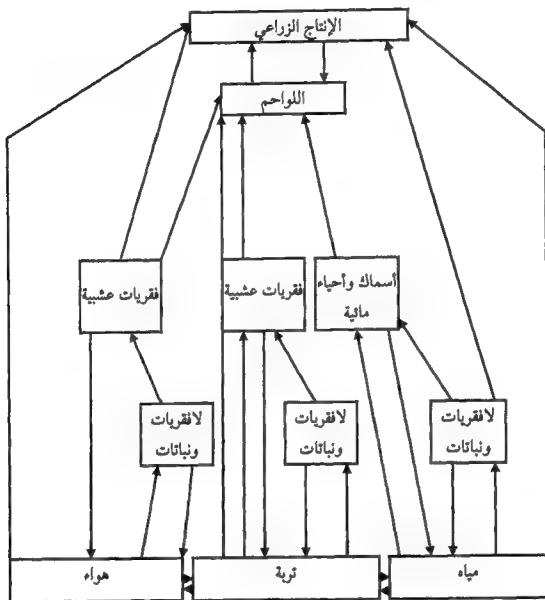 الإنتاج الزراعي
اللواحم
أسماك وأحياء
مائية
فقريات عشبية
فقريات عشبية
لافقريات
ونباتات
لافقريات
ونباتات
لافقريات
ونباتات
مياه
تربة
هواء